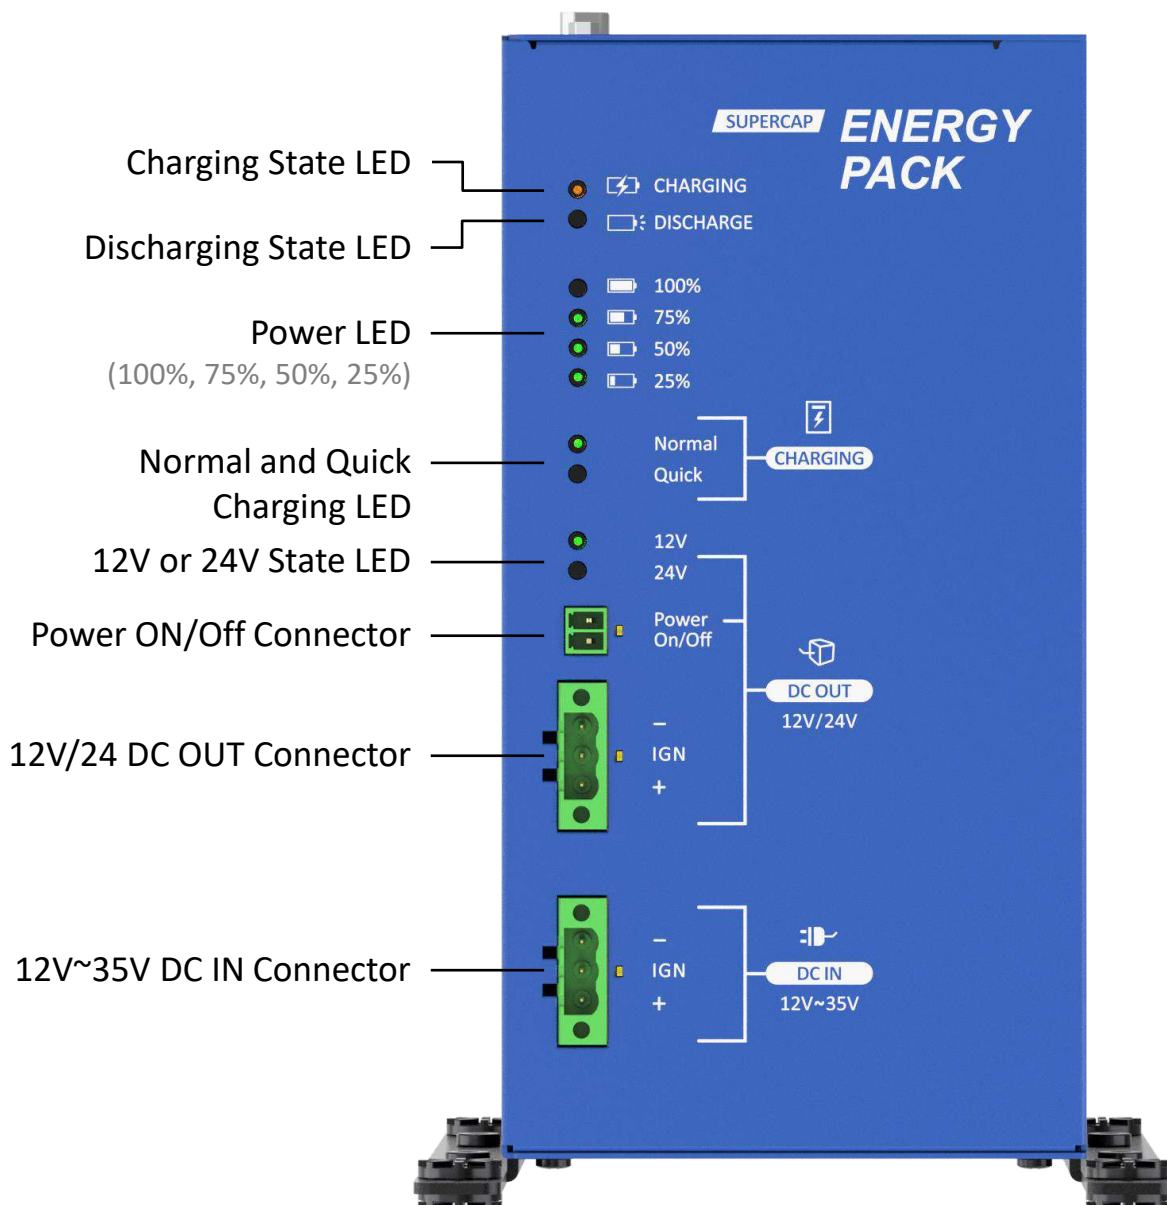 SUPERCAP ENERGY
PACK
Charging State LED
CHARGING
Discharging State LED
DISCHARGE
Power LED
(100%, 75%, 50%, 25%)
100%
75%
50%
25%
Normal and Quick
Charging LED
Normal
Quick
CHARGING
12V or 24V State LED
12V
24V
Power ON/Off Connector
Power
On/Off
DC OUT
12V/24V
12V/24 DC OUT Connector
−
IGN
+
12V~35V DC IN Connector
−
IGN
+
DC IN
12V~35V